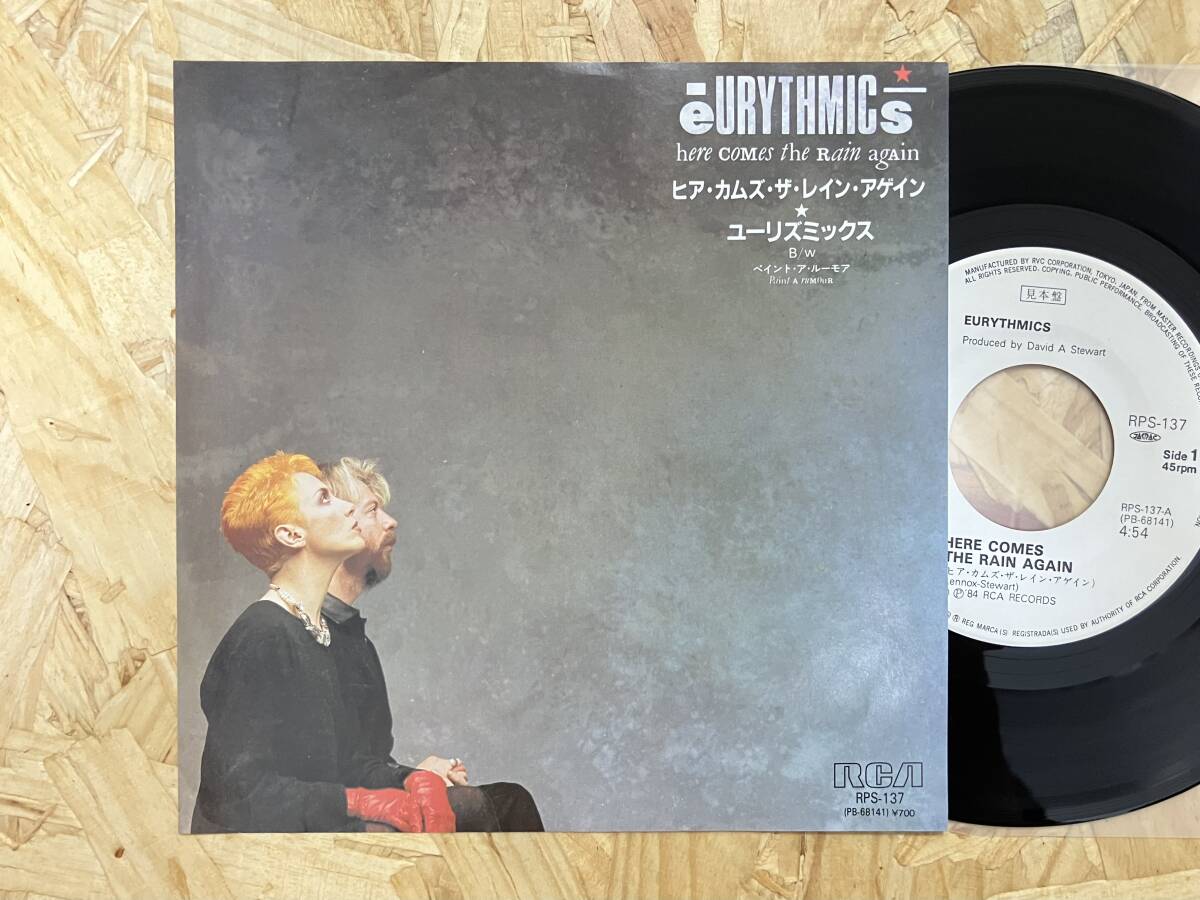 eURYTHMICs
here COMes the Rain agAin
ヒア・カムズ・ザ・レイン・アゲイン
★
ユーリズミックス
B/W
ペイント・ア・ルーモア
Paint A rUMOuR
RCA
RPS-137
(PB-68141) ¥700
MANUFACTURED BY RVC CORPORATION, TOKYO, JAPAN, FROM MASTER RECORDINGS
ALL RIGHTS RESERVED. COPYING, PUBLIC PERFORMANCE, BROADCASTING OF THESE
見本盤
EURYTHMICS
Produced by David A Stewart
RPS-137
Side 1
45rpm
RPS-137-A
(PB-68141)
4:54
HERE COMES
THE RAIN AGAIN
ヒア・カムズ・ザ・レイン・アゲイン)
ennox-Stewart)
Ⓟ '84 RCA RECORDS
® REG MARCA(S) REGISTRADA(S) USED BY AUTHORITY OF RCA CORPORATION.